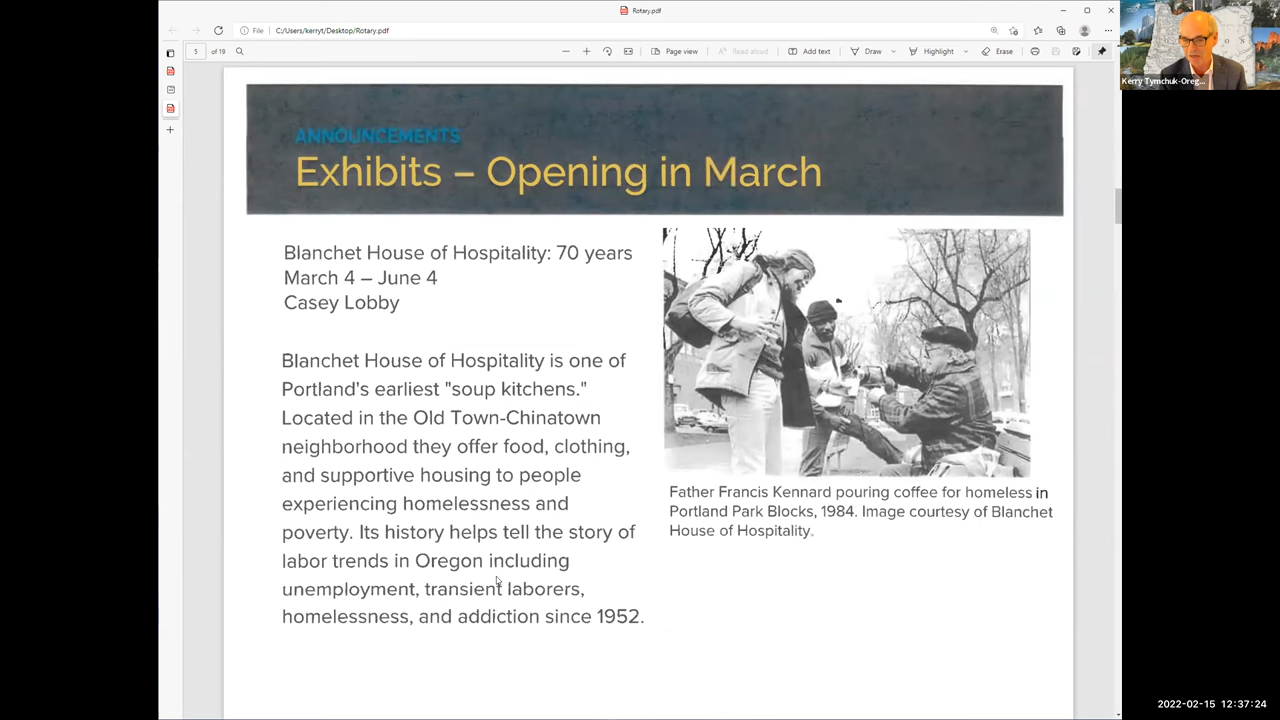 Rotary.pdf
File
C:/Users/kerryt/Desktop/Rotary.pdf
5 of 19
Page view
Read aloud
Add text
Draw
Highlight
Erase
Kerry Tymchuk-Oreg...
ANNOUNCEMENTS
Exhibits – Opening in March
Blanchet House of Hospitality: 70 years
March 4 – June 4
Casey Lobby
Blanchet House of Hospitality is one of
Portland's earliest "soup kitchens."
Located in the Old Town-Chinatown
neighborhood they offer food, clothing,
and supportive housing to people
experiencing homelessness and
poverty. Its history helps tell the story of
labor trends in Oregon including
unemployment, transient laborers,
homelessness, and addiction since 1952.
Father Francis Kennard pouring coffee for homeless in
Portland Park Blocks, 1984. Image courtesy of Blanchet
House of Hospitality.
2022-02-15 12:37:24